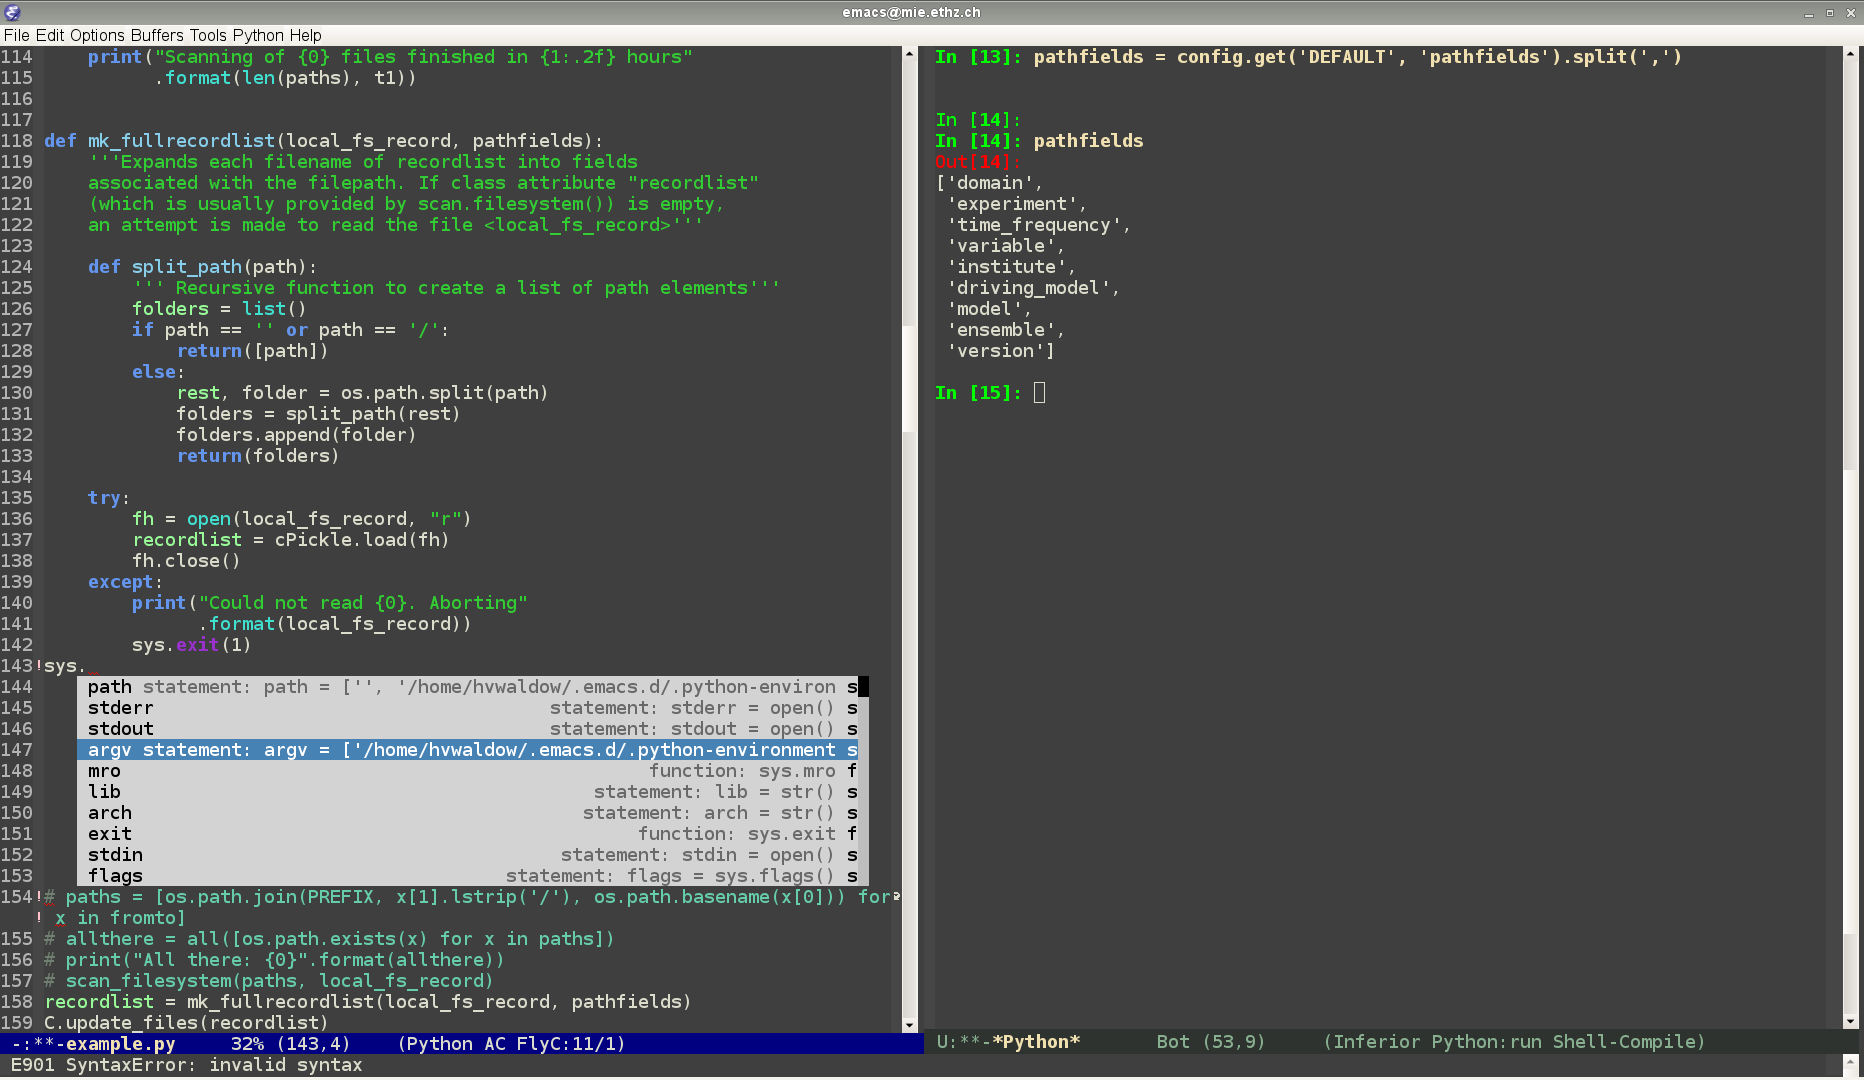 emacs@mie.ethz.ch
File Edit Options Buffers Tools Python Help
114     print("Scanning of {0} files finished in {1:.2f} hours"
115           .format(len(paths), t1))
116
117
118 def mk_fullrecordlist(local_fs_record, pathfields):
119     '''Expands each filename of recordlist into fields
120     associated with the filepath. If class attribute "recordlist"
121     (which is usually provided by scan.filesystem()) is empty,
122     an attempt is made to read the file <local_fs_record>'''
123
124     def split_path(path):
125         ''' Recursive function to create a list of path elements'''
126         folders = list()
127         if path == '' or path == '/':
128             return([path])
129         else:
130             rest, folder = os.path.split(path)
131             folders = split_path(rest)
132             folders.append(folder)
133             return(folders)
134
135     try:
136         fh = open(local_fs_record, "r")
137         recordlist = cPickle.load(fh)
138         fh.close()
139     except:
140         print("Could not read {0}. Aborting"
141               .format(local_fs_record))
142         sys.exit(1)
143!sys.
144     path statement: path = ['', '/home/hvwaldow/.emacs.d/.python-environ s
145     stderr statement: stderr = open() s
146     stdout statement: stdout = open() s
147     argv statement: argv = ['/home/hvwaldow/.emacs.d/.python-environment s
148     mro function: sys.mro f
149     lib statement: lib = str() s
150     arch statement: arch = str() s
151     exit function: sys.exit f
152     stdin statement: stdin = open() s
153     flags statement: flags = sys.flags() s
154!# paths = [os.path.join(PREFIX, x[1].lstrip('/'), os.path.basename(x[0])) for
! x in fromto]
155 # allthere = all([os.path.exists(x) for x in paths])
156 # print("All there: {0}".format(allthere))
157 # scan_filesystem(paths, local_fs_record)
158 recordlist = mk_fullrecordlist(local_fs_record, pathfields)
159 C.update_files(recordlist)
-:**-example.py     32% (143,4)    (Python AC FlyC:11/1)
E901 SyntaxError: invalid syntax
In [13]: pathfields = config.get('DEFAULT', 'pathfields').split(',')
In [14]:
In [14]: pathfields
Out[14]:
['domain',
 'experiment',
 'time_frequency',
 'variable',
 'institute',
 'driving_model',
 'model',
 'ensemble',
 'version']
In [15]:
U:**-*Python*       Bot (53,9)     (Inferior Python:run Shell-Compile)